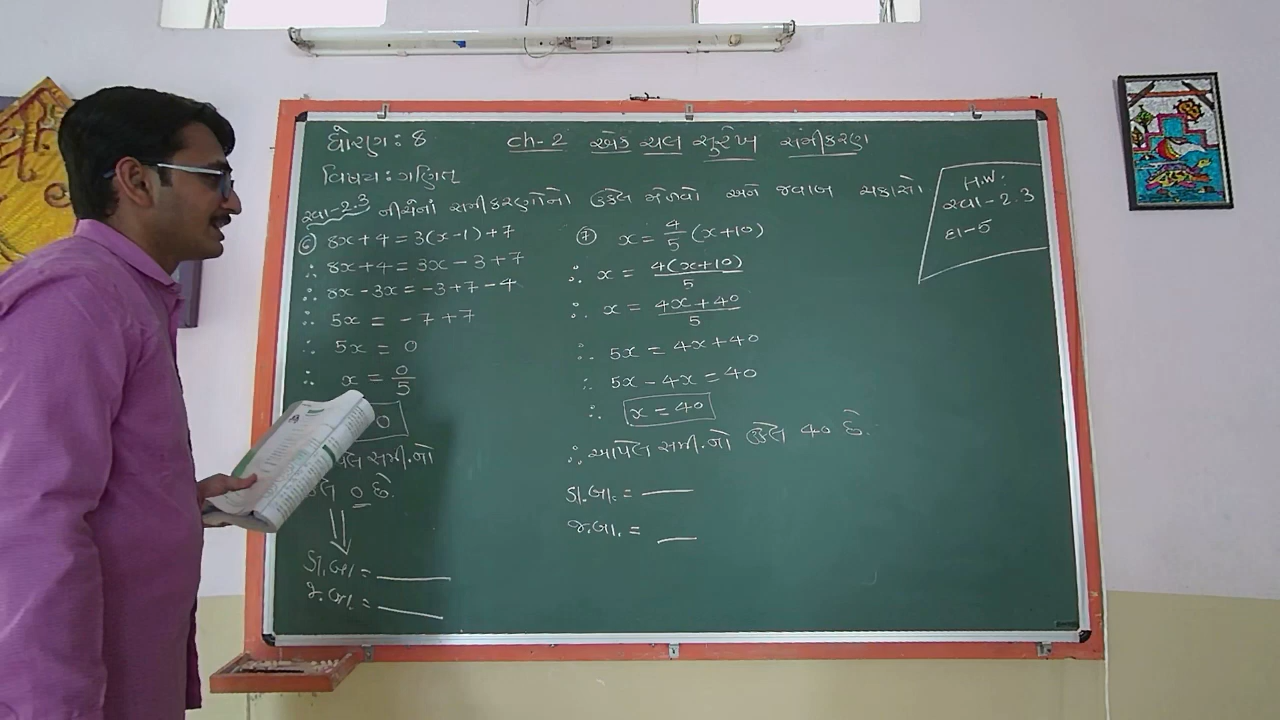 ધોરણ: 8
ch-2 એક ચલ સુરેખ સમીકરણ
વિષય: ગણિત
સ્વા-2.3 નીચેનાં સમીકરણોનો ઉકેલ મેળવો અને જવાબ ચકાસો.
⑥ 8x+4=3(x-1)+7
∴ 8x+4=3x-3+7
∴ 8x-3x=-3+7-4
∴ 5x = -7+7
∴ 5x = 0
∴ x = 0/5
0
સમી.નો
0 છે.
ડા.બા. =
જ.બા. =
⑦ x = 4/5 (x+10)
∴ x = 4(x+10)/5
∴ x = 4x+40/5
∴ 5x = 4x+40
∴ 5x-4x = 40
∴ x = 40
∴ આપેલ સમી.નો ઉકેલ 40 છે.
ડા.બા. =
જ.બા. =
H.W:
સ્વા-2.3
દા-5